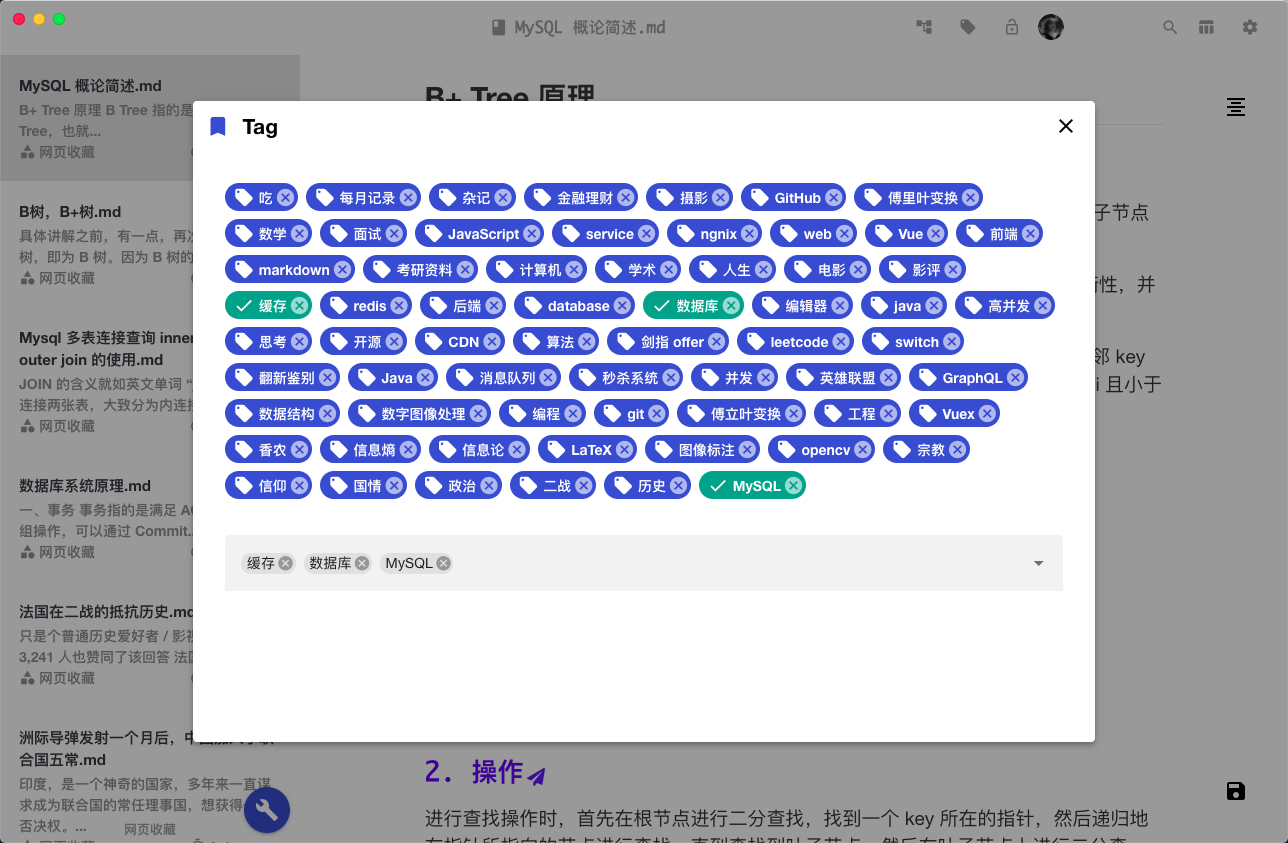 MySQL 概论简述.md
MySQL 概论简述.md
B+ Tree 原理 B Tree 指的是
Tree，也就...
网页收藏
B树，B+树.md
具体讲解之前，有一点，再次
树，即为 B 树。因为 B 树的
网页收藏
Mysql 多表连接查询 inner
outer join 的使用.md
JOIN 的含义就如英文单词 “
连接两张表，大致分为内连接
网页收藏
数据库系统原理.md
一、事务 事务指的是满足 AC
组操作，可以通过 Commit..
网页收藏
法国在二战的抵抗历史.md
只是个普通历史爱好者 / 影视
3,241 人也赞同了该回答 法国
网页收藏
洲际导弹发射一个月后，
合国五常.md
印度，是一个神奇的国家，多年来一直谋
求成为联合国的常任理事国，想获得
否决权。...
网页收藏
B+ Tree 原理
子节点
性，并
邻 key
i 且小于
Tag
吃 每月记录 杂记 金融理财 摄影 GitHub 傅里叶变换
数学 面试 JavaScript service ngnix web Vue 前端
markdown 考研资料 计算机 学术 人生 电影 影评
缓存 redis 后端 database 数据库 编辑器 java 高并发
思考 开源 CDN 算法 剑指 offer leetcode switch
翻新鉴别 Java 消息队列 秒杀系统 并发 英雄联盟 GraphQL
数据结构 数字图像处理 编程 git 傅立叶变换 工程 Vuex
香农 信息熵 信息论 LaTeX 图像标注 opencv 宗教
信仰 国情 政治 二战 历史 MySQL
缓存 数据库 MySQL
2. 操作
进行查找操作时，首先在根节点进行二分查找，找到一个 key 所在的指针，然后递归地